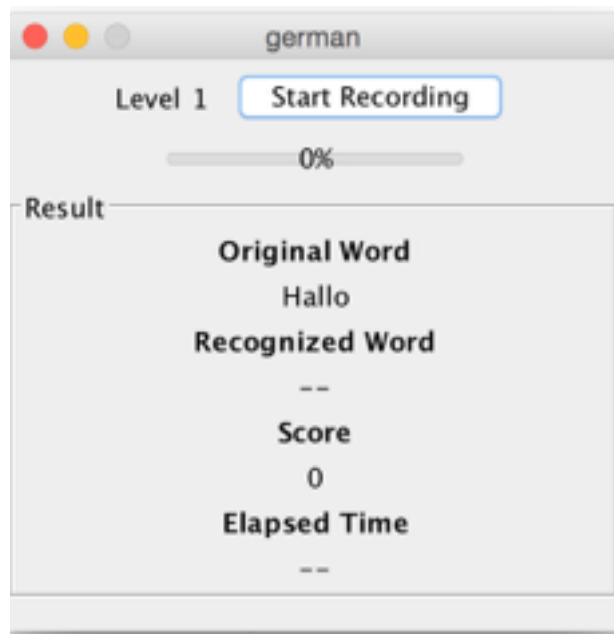 german
Level 1 Start Recording
0%
Result
Original Word
Hallo
Recognized Word
--
Score
0
Elapsed Time
--